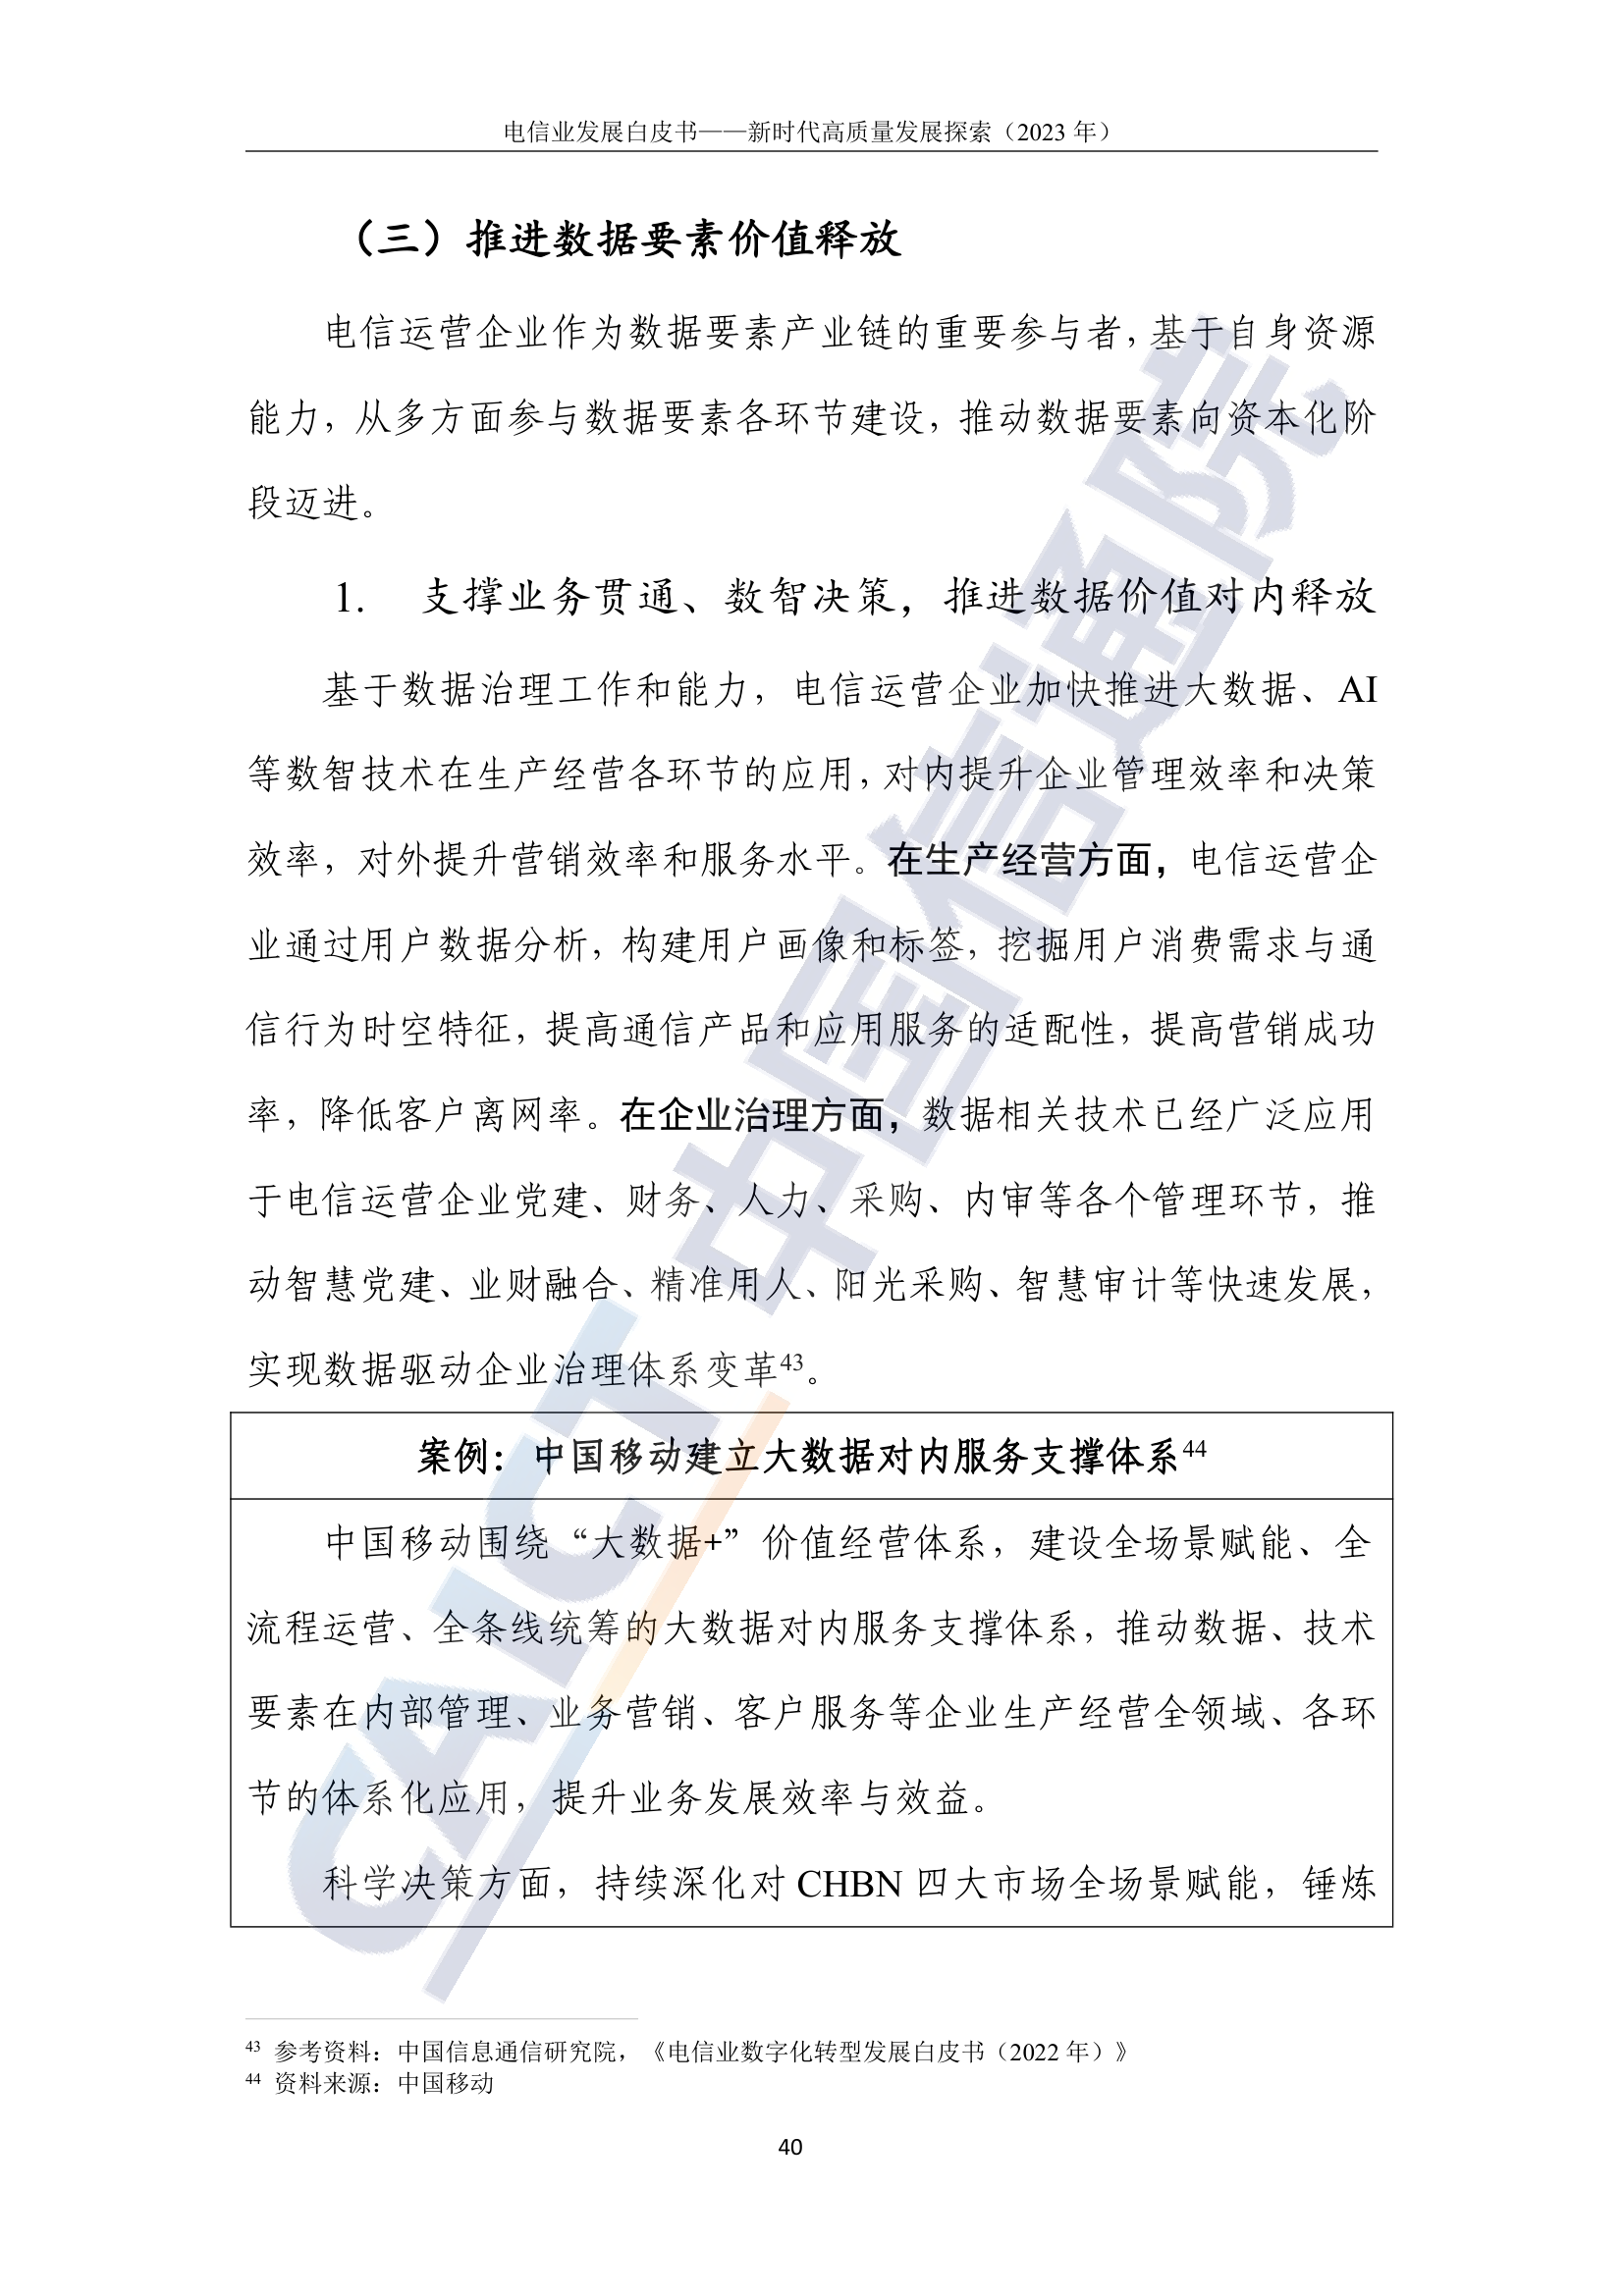 电信业发展白皮书——新时代高质量发展探索（2023 年）
（三）推进数据要素价值释放
电信运营企业作为数据要素产业链的重要参与者，基于自身资源
能力，从多方面参与数据要素各环节建设，推动数据要素向资本化阶
段迈进。
1. 支撑业务贯通、数智决策，推进数据价值对内释放
基于数据治理工作和能力，电信运营企业加快推进大数据、AI
等数智技术在生产经营各环节的应用，对内提升企业管理效率和决策
效率，对外提升营销效率和服务水平。在生产经营方面，电信运营企
业通过用户数据分析，构建用户画像和标签，挖掘用户消费需求与通
信行为时空特征，提高通信产品和应用服务的适配性，提高营销成功
率，降低客户离网率。在企业治理方面，数据相关技术已经广泛应用
于电信运营企业党建、财务、人力、采购、内审等各个管理环节，推
动智慧党建、业财融合、精准用人、阳光采购、智慧审计等快速发展，
实现数据驱动企业治理体系变革43。
案例：中国移动建立大数据对内服务支撑体系44
中国移动围绕“大数据+”价值经营体系，建设全场景赋能、全
流程运营、全条线统筹的大数据对内服务支撑体系，推动数据、技术
要素在内部管理、业务营销、客户服务等企业生产经营全领域、各环
节的体系化应用，提升业务发展效率与效益。
科学决策方面，持续深化对 CHBN 四大市场全场景赋能，锤炼
43 参考资料：中国信息通信研究院，《电信业数字化转型发展白皮书（2022 年）》
44 资料来源：中国移动
40
CAICT 中国信通院